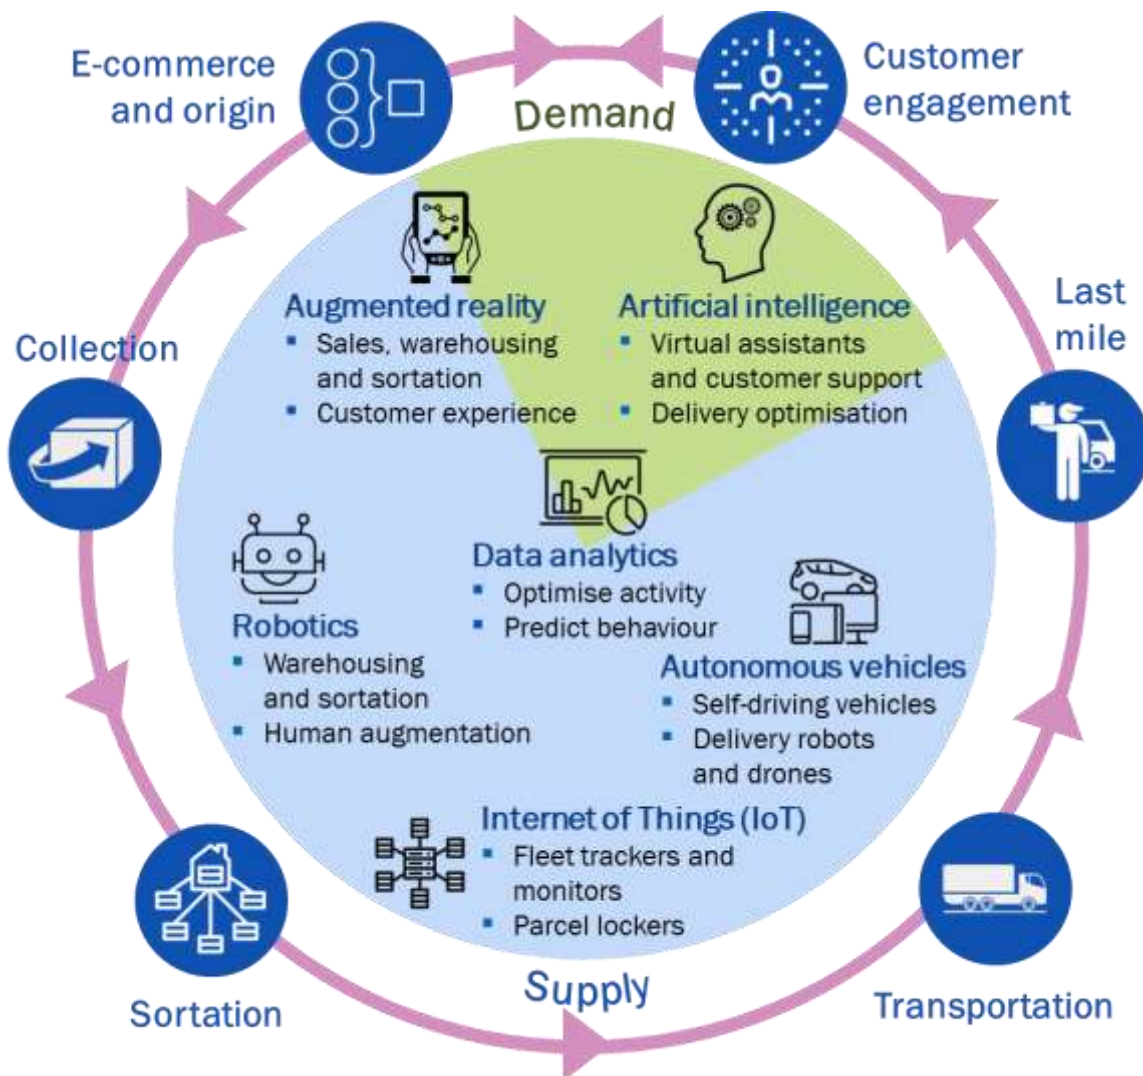 E-commerce
and origin
Customer
engagement
Demand
Augmented reality
▪ Sales, warehousing
and sortation
▪ Customer experience
Artificial intelligence
▪ Virtual assistants
and customer support
▪ Delivery optimisation
Last
mile
Collection
Data analytics
▪ Optimise activity
▪ Predict behaviour
Robotics
▪ Warehousing
and sortation
▪ Human augmentation
Autonomous vehicles
▪ Self-driving vehicles
▪ Delivery robots
and drones
Internet of Things (IoT)
▪ Fleet trackers and
monitors
▪ Parcel lockers
Supply
Sortation
Transportation